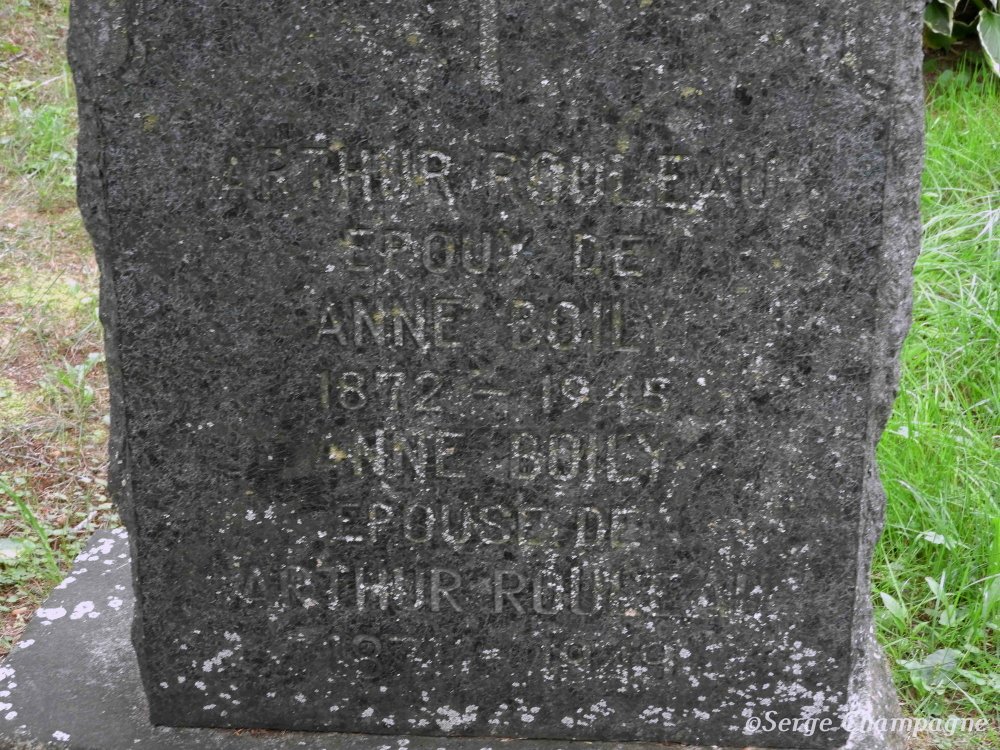 ARTHUR ROULEAU
EPOUX DE
ANNE BOILY
1872 - 1945
ANNE BOILY
EPOUSE DE
ARTHUR ROULEAU
©Serge Champagne